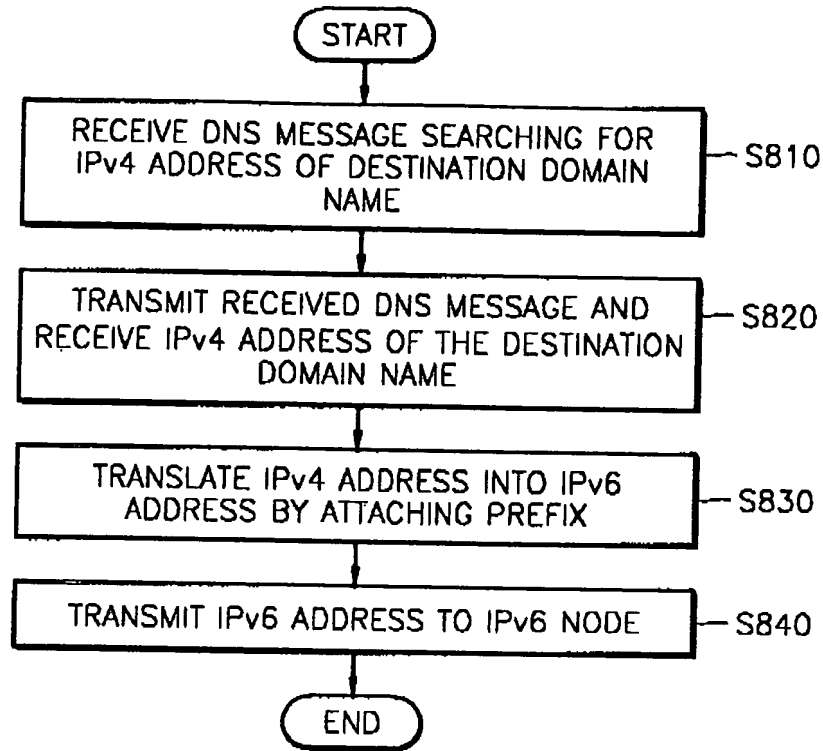 START
RECEIVE DNS MESSAGE SEARCHING FOR
IPv4 ADDRESS OF DESTINATION DOMAIN
NAME
S810
TRANSMIT RECEIVED DNS MESSAGE AND
RECEIVE IPv4 ADDRESS OF THE DESTINATION
DOMAIN NAME
S820
TRANSLATE IPv4 ADDRESS INTO IPv6
ADDRESS BY ATTACHING PREFIX
S830
TRANSMIT IPv6 ADDRESS TO IPv6 NODE
S840
END